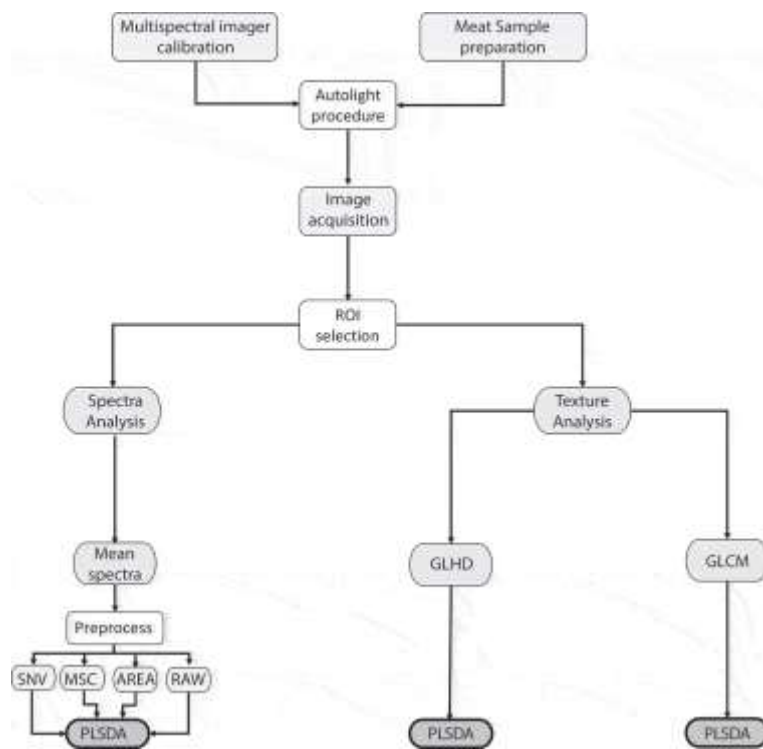 Multispectral imager
calibration
Meat Sample
preparation
Autolight
procedure
Image
acquisition
ROI
selection
Spectra
Analysis
Texture
Analysis
Mean
spectra
GLHD
GLCM
Preprocess
SNV
MSC
AREA
RAW
PLSDA
PLSDA
PLSDA